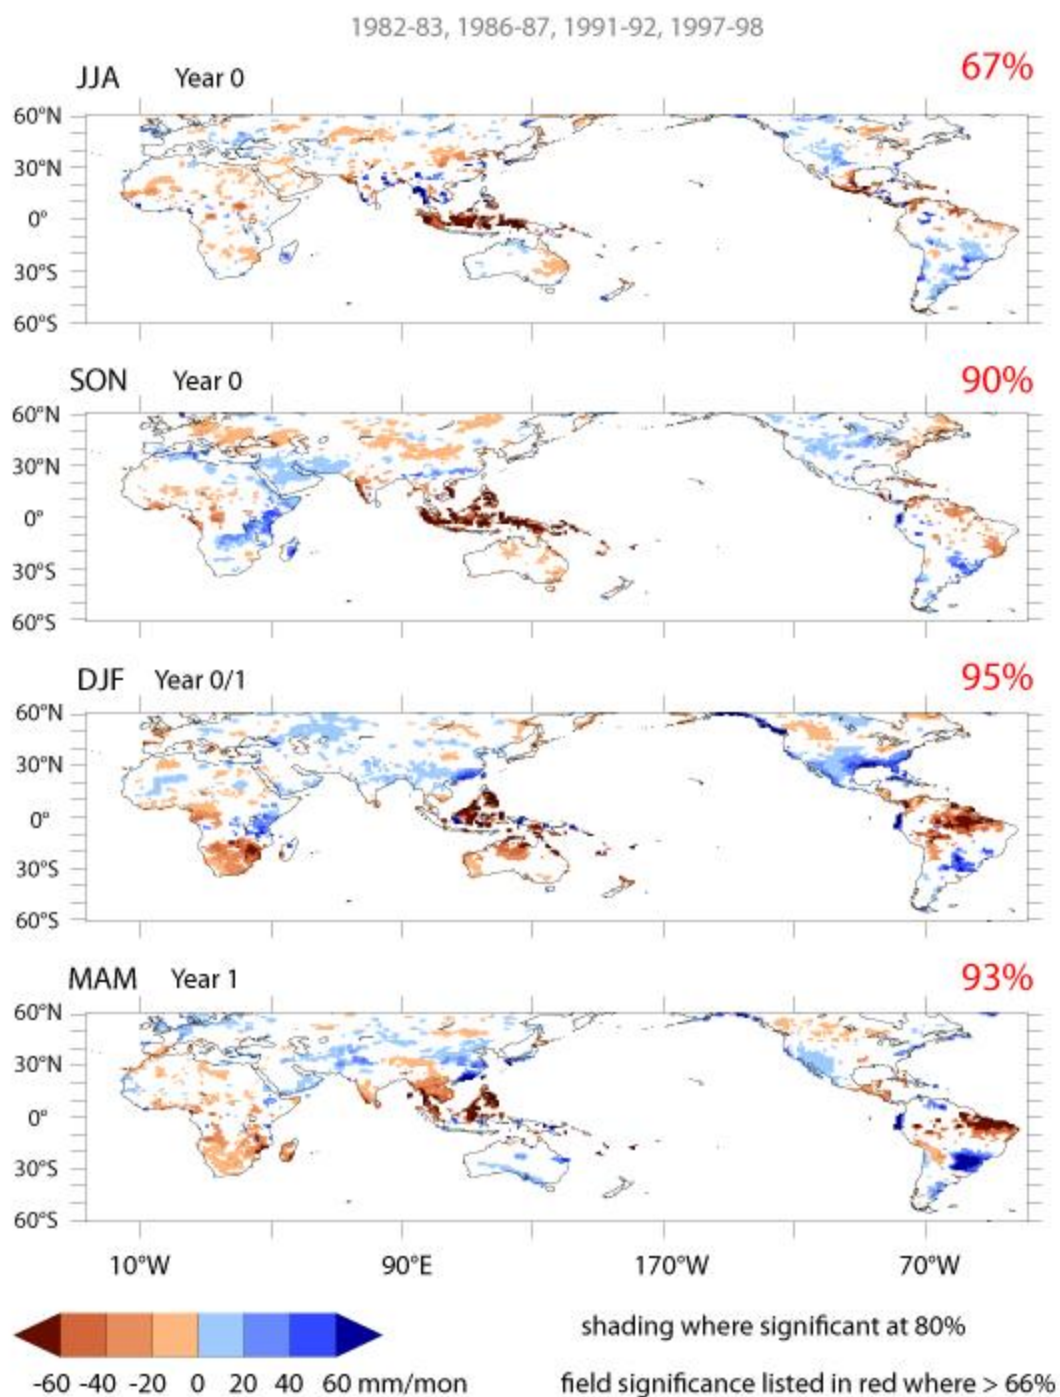 1982-83, 1986-87, 1991-92, 1997-98
JJA Year 0 67%
60°N
30°N
0°
30°S
60°S
SON Year 0 90%
60°N
30°N
0°
30°S
60°S
DJF Year 0/1 95%
60°N
30°N
0°
30°S
60°S
MAM Year 1 93%
60°N
30°N
0°
30°S
60°S
10°W 90°E 170°W 70°W
shading where significant at 80%
-60 -40 -20 0 20 40 60 mm/mon
field significance listed in red where > 66%